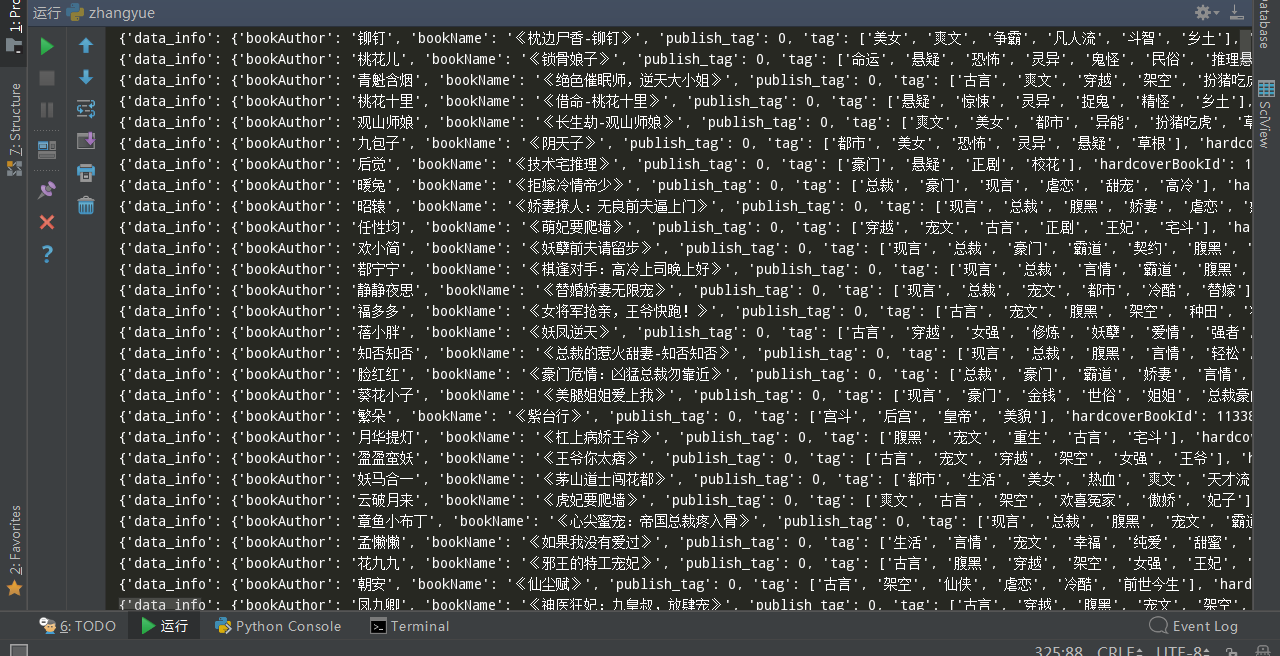 运行 zhangyue
1: Pro
Database
{'data_info': {'bookAuthor': '铆钉', 'bookName': '《枕边尸香-铆钉》', 'publish_tag': 0, 'tag': ['美女', '爽文', '争霸', '凡人流', '斗智', '乡土'],
{'data_info': {'bookAuthor': '桃花儿', 'bookName': '《锁骨娘子》', 'publish_tag': 0, 'tag': ['命运', '悬疑', '恐怖', '灵异', '鬼怪', '民俗', '推理悬
{'data_info': {'bookAuthor': '青魁含烟', 'bookName': '《绝色催眠师，逆天大小姐》', 'publish_tag': 0, 'tag': ['古言', '爽文', '穿越', '架空', '扮猪吃虎
{'data_info': {'bookAuthor': '桃花十里', 'bookName': '《借命-桃花十里》', 'publish_tag': 0, 'tag': ['悬疑', '惊悚', '灵异', '捉鬼', '精怪', '乡土'],
{'data_info': {'bookAuthor': '观山师娘', 'bookName': '《长生劫-观山师娘》', 'publish_tag': 0, 'tag': ['爽文', '美女', '都市', '异能', '扮猪吃虎', '草
{'data_info': {'bookAuthor': '九包子', 'bookName': '《阴天子》', 'publish_tag': 0, 'tag': ['都市', '美女', '恐怖', '灵异', '悬疑', '草根'], 'hardco
{'data_info': {'bookAuthor': '后觉', 'bookName': '《技术宅推理》', 'publish_tag': 0, 'tag': ['豪门', '悬疑', '正剧', '校花'], 'hardcoverBookId': 1
{'data_info': {'bookAuthor': '暖兔', 'bookName': '《拒嫁冷情帝少》', 'publish_tag': 0, 'tag': ['总裁', '豪门', '现言', '虐恋', '甜宠', '高冷'], 'har
{'data_info': {'bookAuthor': '昭辕', 'bookName': '《娇妻撩人：无良前夫逼上门》', 'publish_tag': 0, 'tag': ['现言', '总裁', '腹黑', '娇妻', '虐恋',
{'data_info': {'bookAuthor': '任性均', 'bookName': '《萌妃要爬墙》', 'publish_tag': 0, 'tag': ['穿越', '宠文', '古言', '正剧', '王妃', '宅斗'], 'ha
{'data_info': {'bookAuthor': '欢小简', 'bookName': '《妖孽前夫请留步》', 'publish_tag': 0, 'tag': ['现言', '总裁', '豪门', '霸道', '契约', '腹黑'
{'data_info': {'bookAuthor': '都宁宁', 'bookName': '《棋逢对手：高冷上司晚上好》', 'publish_tag': 0, 'tag': ['现言', '总裁', '言情', '霸道', '腹黑'
{'data_info': {'bookAuthor': '静静夜思', 'bookName': '《替婚娇妻无限宠》', 'publish_tag': 0, 'tag': ['现言', '总裁', '宠文', '都市', '冷酷', '替嫁']
{'data_info': {'bookAuthor': '福多多', 'bookName': '《女将军抢亲，王爷快跑！》', 'publish_tag': 0, 'tag': ['古言', '宠文', '腹黑', '架空', '种田',
{'data_info': {'bookAuthor': '蓓小胖', 'bookName': '《妖凤逆天》', 'publish_tag': 0, 'tag': ['古言', '穿越', '女强', '修炼', '妖孽', '爱情', '强者'
{'data_info': {'bookAuthor': '知否知否', 'bookName': '《总裁的惹火甜妻-知否知否》', 'publish_tag': 0, 'tag': ['现言', '总裁', '腹黑', '言情', '轻松',
{'data_info': {'bookAuthor': '脸红红', 'bookName': '《豪门危情：凶猛总裁勿靠近》', 'publish_tag': 0, 'tag': ['总裁', '豪门', '霸道', '娇妻', '言情',
{'data_info': {'bookAuthor': '葵花小子', 'bookName': '《美腿姐姐爱上我》', 'publish_tag': 0, 'tag': ['现言', '豪门', '金钱', '世俗', '姐姐', '总裁豪
{'data_info': {'bookAuthor': '繁朵', 'bookName': '《紫台行》', 'publish_tag': 0, 'tag': ['宫斗', '后宫', '皇帝', '美貌'], 'hardcoverBookId': 11338
{'data_info': {'bookAuthor': '月华提灯', 'bookName': '《杠上病娇王爷》', 'publish_tag': 0, 'tag': ['腹黑', '宠文', '重生', '古言', '宅斗'], 'hardco
{'data_info': {'bookAuthor': '盈盈蛮妖', 'bookName': '《王爷你太痞》', 'publish_tag': 0, 'tag': ['古言', '宠文', '穿越', '架空', '女强', '王爷'], 'h
{'data_info': {'bookAuthor': '妖马合一', 'bookName': '《茅山道士闯花都》', 'publish_tag': 0, 'tag': ['都市', '生活', '美女', '热血', '爽文', '天才流
{'data_info': {'bookAuthor': '云破月来', 'bookName': '《虎妃要爬墙》', 'publish_tag': 0, 'tag': ['爽文', '古言', '架空', '欢喜冤家', '傲娇', '妃子']
{'data_info': {'bookAuthor': '章鱼小布丁', 'bookName': '《心尖蜜宠：帝国总裁疼入骨》', 'publish_tag': 0, 'tag': ['现言', '总裁', '腹黑', '宠文', '霸道
{'data_info': {'bookAuthor': '孟懒懒', 'bookName': '《如果我没有爱过》', 'publish_tag': 0, 'tag': ['生活', '言情', '宠文', '幸福', '纯爱', '甜蜜',
{'data_info': {'bookAuthor': '花九九', 'bookName': '《邪王的特工宠妃》', 'publish_tag': 0, 'tag': ['古言', '腹黑', '穿越', '架空', '女强', '王妃',
{'data_info': {'bookAuthor': '朝安', 'bookName': '《仙尘赋》', 'publish_tag': 0, 'tag': ['古言', '架空', '仙侠', '虐恋', '冷酷', '前世今生'], 'hard
{'data_info': {'bookAuthor': '凤九卿', 'bookName': '《神医狂妃：九皇叔，放肆宠》', 'publish_tag': 0, 'tag': ['古言', '穿越', '腹黑', '宠文', '架空',
7: Structure
SciView
2: Favorites
6: TODO 运行 Python Console Terminal Event Log
325:88 CRLF UTF-8